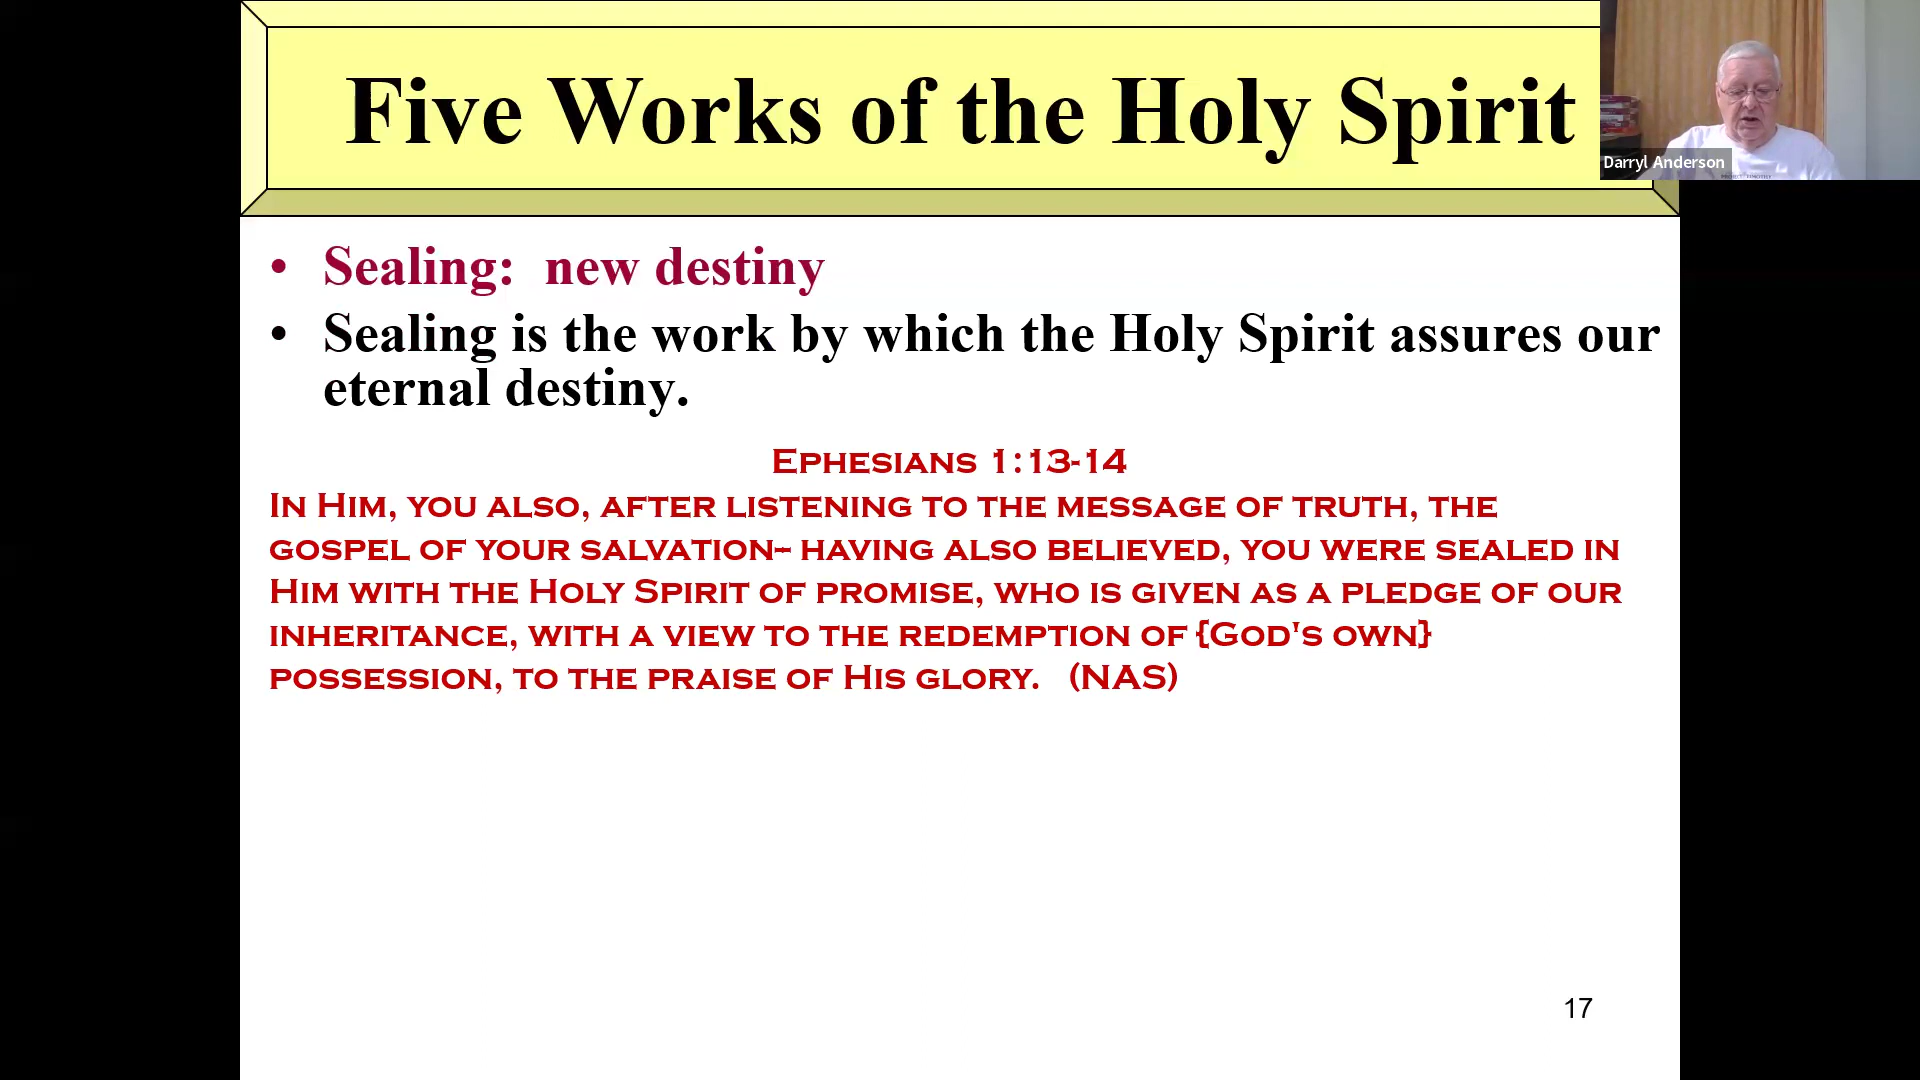 Five Works of the Holy Spirit
Darryl Anderson
• Sealing: new destiny
• Sealing is the work by which the Holy Spirit assures our
eternal destiny.
Ephesians 1:13-14
In Him, you also, after listening to the message of truth, the
gospel of your salvation-- having also believed, you were sealed in
Him with the Holy Spirit of promise, who is given as a pledge of our
inheritance, with a view to the redemption of {God's own}
possession, to the praise of His glory. (NAS)
17